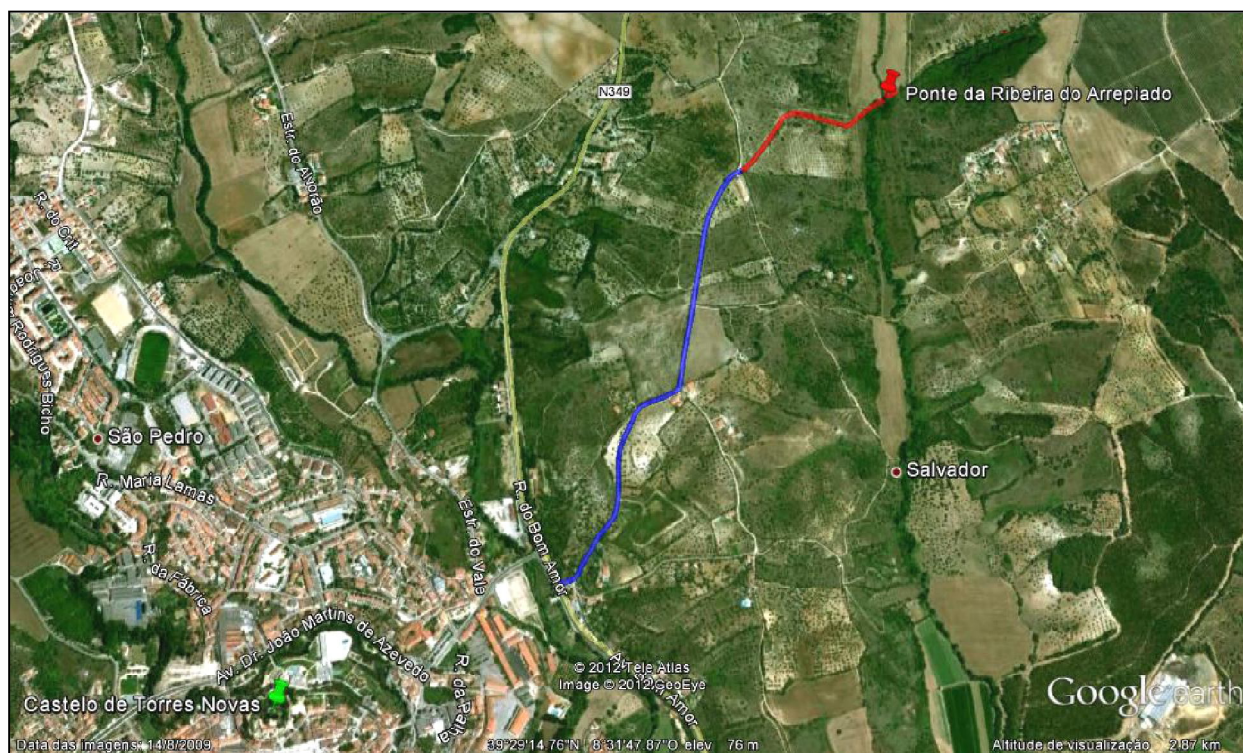 N349
Ponte da Ribeira do Arrepiado
Estr. do Alvorão
R. do Crit
São Pedro
R. Maria Lamas
R. da Fábrica
Estr. do Vale
R. do Bom Amor
Salvador
Av. Dr. João Martins de Azevedo
R. da Palha
Castelo de Torres Novas
© 2012 Tele Atlas
Image © 2012 GeoEye
Amor
Google earth
Data das imagens: 14/8/2009
39°29'14.76"N 8°31'47.87"O elev 76 m
Altitude de visualização 2.87 km
Rodrigues Bicho